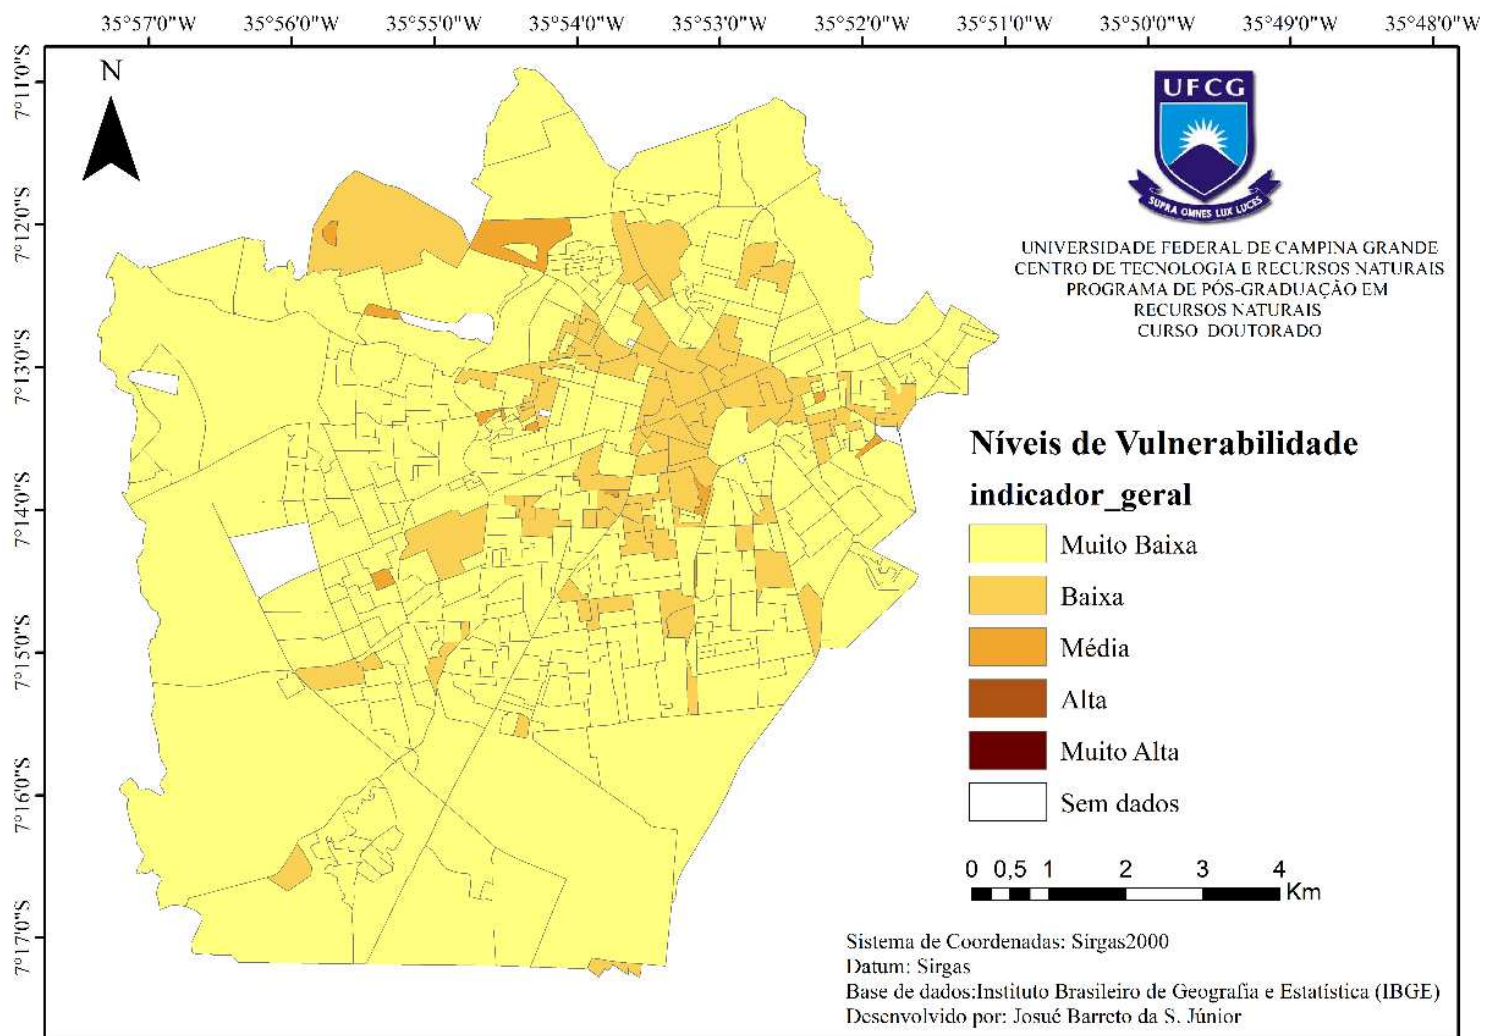 35°57'0"W 35°56'0"W 35°55'0"W 35°54'0"W 35°53'0"W 35°52'0"W 35°51'0"W 35°50'0"W 35°49'0"W 35°48'0"W
7°11'0"S
7°12'0"S
7°13'0"S
7°14'0"S
7°15'0"S
7°16'0"S
7°17'0"S
N
UFCG
SUPRA OMNES LUX LUCES
UNIVERSIDADE FEDERAL DE CAMPINA GRANDE
CENTRO DE TECNOLOGIA E RECURSOS NATURAIS
PROGRAMA DE PÓS-GRADUAÇÃO EM
RECURSOS NATURAIS
CURSO DOUTORADO
Níveis de Vulnerabilidade
indicador_geral
Muito Baixa
Baixa
Média
Alta
Muito Alta
Sem dados
0 0,5 1 2 3 4
Km
Sistema de Coordenadas: Sirgas2000
Datum: Sirgas
Base de dados:Instituto Brasileiro de Geografia e Estatística (IBGE)
Desenvolvido por: Josué Barreto da S. Júnior